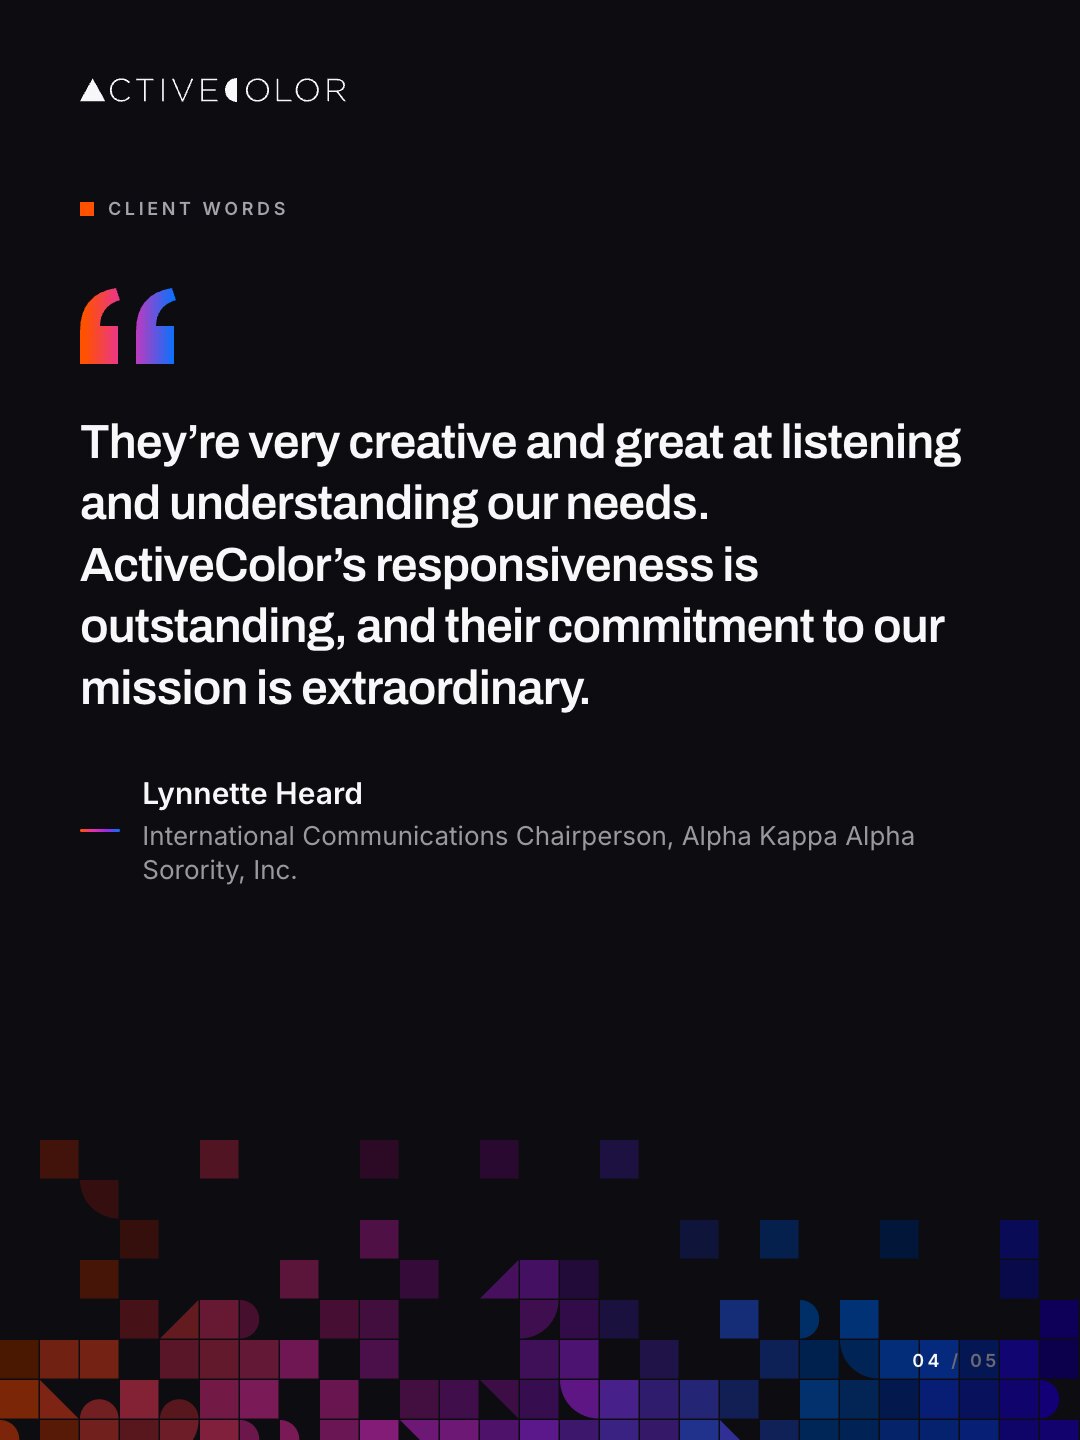 ACTIVECOLOR
CLIENT WORDS
“
They’re very creative and great at listening
and understanding our needs.
ActiveColor’s responsiveness is
outstanding, and their commitment to our
mission is extraordinary.
Lynnette Heard
International Communications Chairperson, Alpha Kappa Alpha
Sorority, Inc.
04 / 05